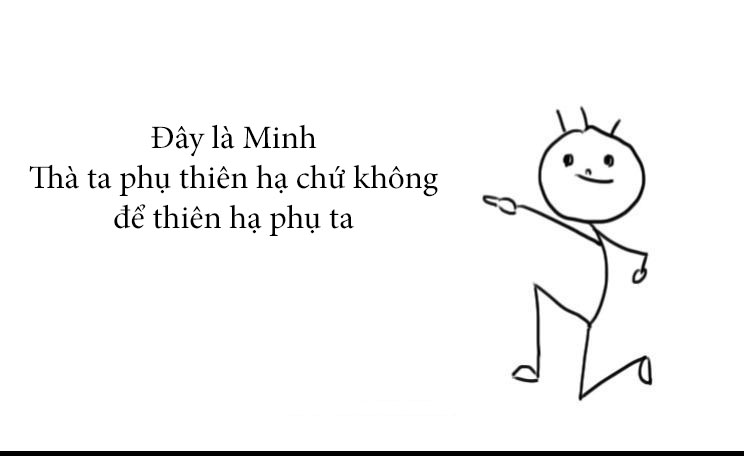 Đây là Minh
Thà ta phụ thiên hạ chứ không
để thiên hạ phụ ta